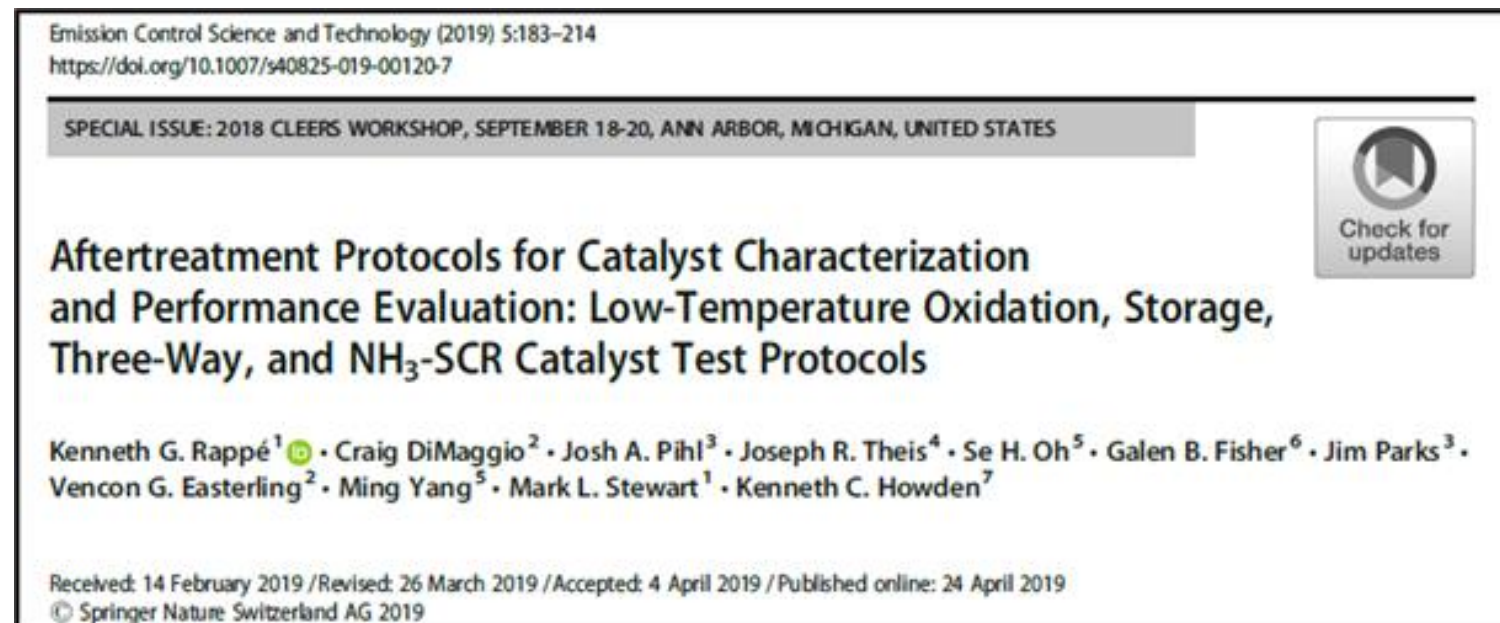 Emission Control Science and Technology (2019) 5:183–214
https://doi.org/10.1007/s40825-019-00120-7
SPECIAL ISSUE: 2018 CLEERS WORKSHOP, SEPTEMBER 18-20, ANN ARBOR, MICHIGAN, UNITED STATES
Check for
updates
Aftertreatment Protocols for Catalyst Characterization
and Performance Evaluation: Low-Temperature Oxidation, Storage,
Three-Way, and NH₃-SCR Catalyst Test Protocols
Kenneth G. Rappé¹ iD · Craig DiMaggio² · Josh A. Pihl³ · Joseph R. Theis⁴ · Se H. Oh⁵ · Galen B. Fisher⁶ · Jim Parks³ ·
Vencon G. Easterling² · Ming Yang⁵ · Mark L. Stewart¹ · Kenneth C. Howden⁷
Received: 14 February 2019 / Revised: 26 March 2019 / Accepted: 4 April 2019 / Published online: 24 April 2019
© Springer Nature Switzerland AG 2019